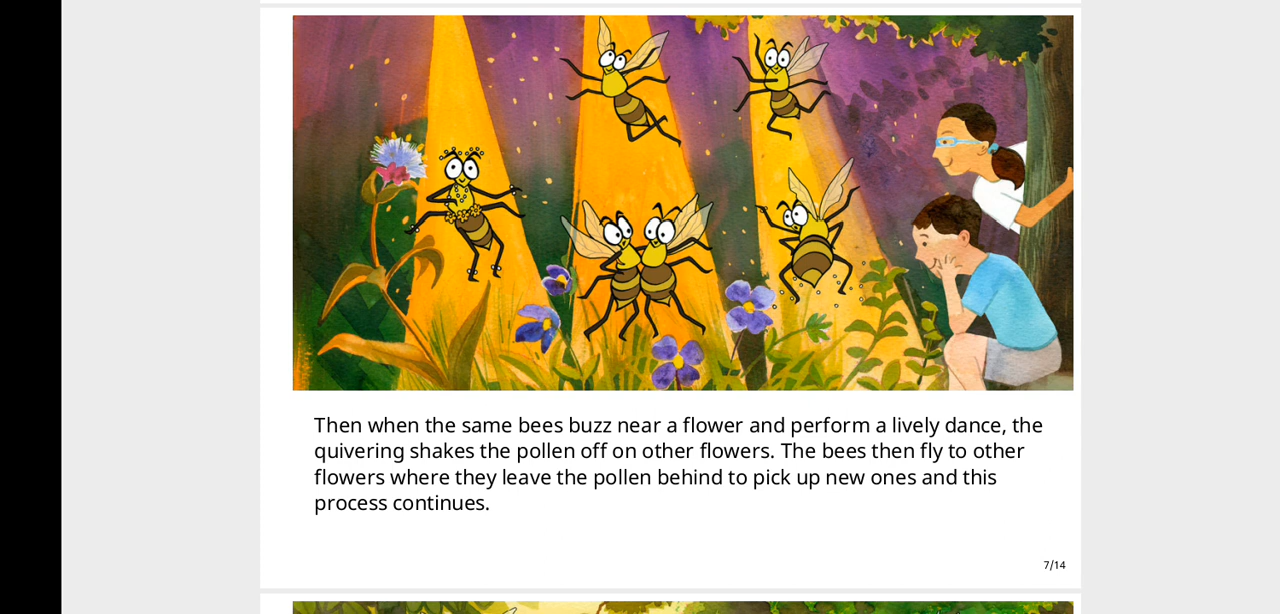 Then when the same bees buzz near a flower and perform a lively dance, the
quivering shakes the pollen off on other flowers. The bees then fly to other
flowers where they leave the pollen behind to pick up new ones and this
process continues.
7/14